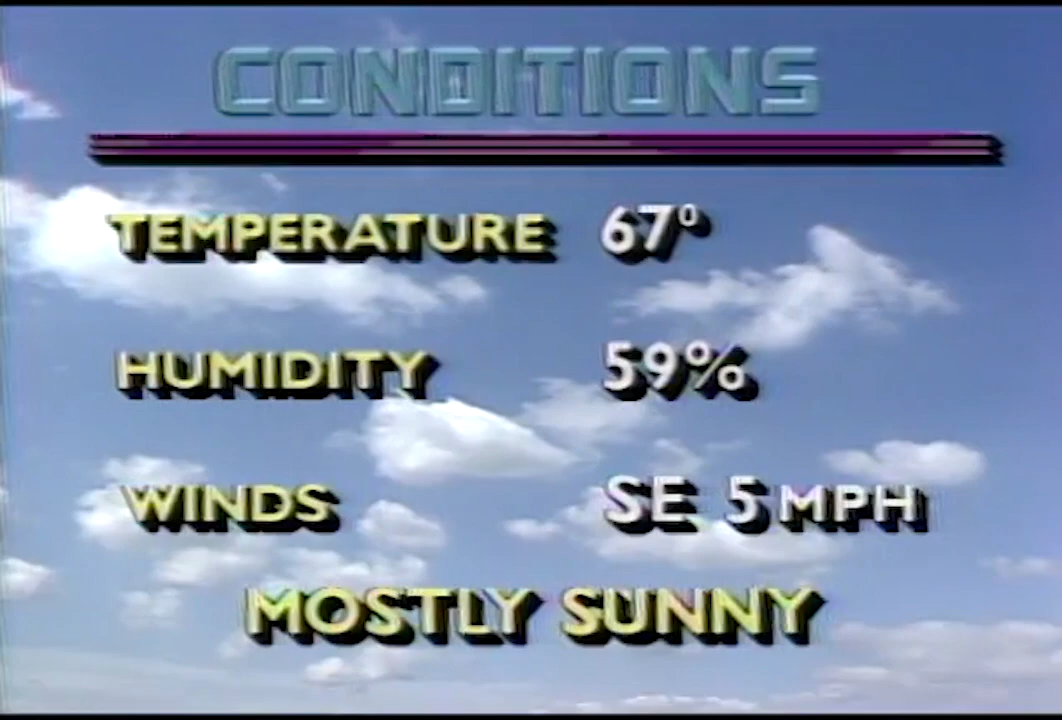 CONDITIONS
TEMPERATURE 67°
HUMIDITY 59%
WINDS SE 5 MPH
MOSTLY SUNNY